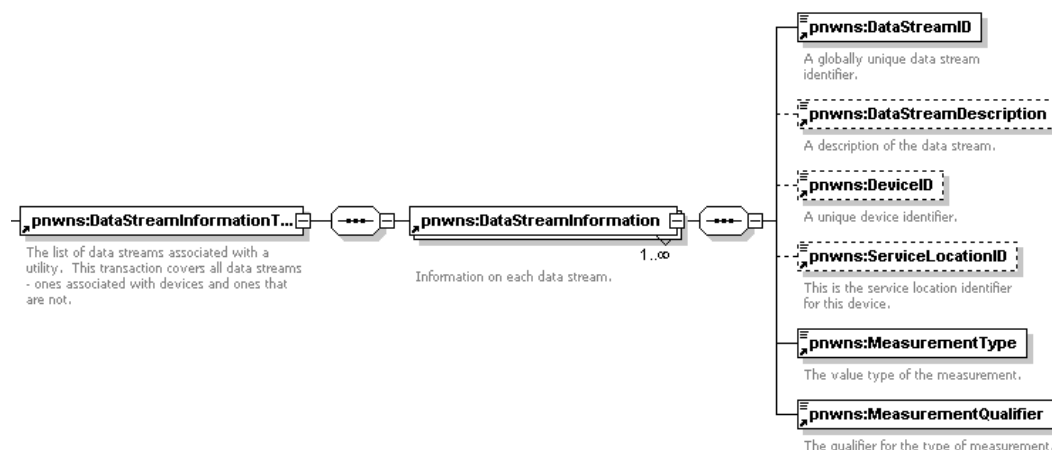 pnwns:DataStreamID
A globally unique data stream
identifier.
pnwns:DataStreamDescription
A description of the data stream.
pnwns:DeviceID
A unique device identifier.
pnwns:DataStreamInformationT...
The list of data streams associated with a
utility. This transaction covers all data streams
- ones associated with devices and ones that
are not.
pnwns:DataStreamInformation
1..∞
Information on each data stream.
pnwns:ServiceLocationID
This is the service location identifier
for this device.
pnwns:MeasurementType
The value type of the measurement.
pnwns:MeasurementQualifier
The qualifier for the type of measurement.